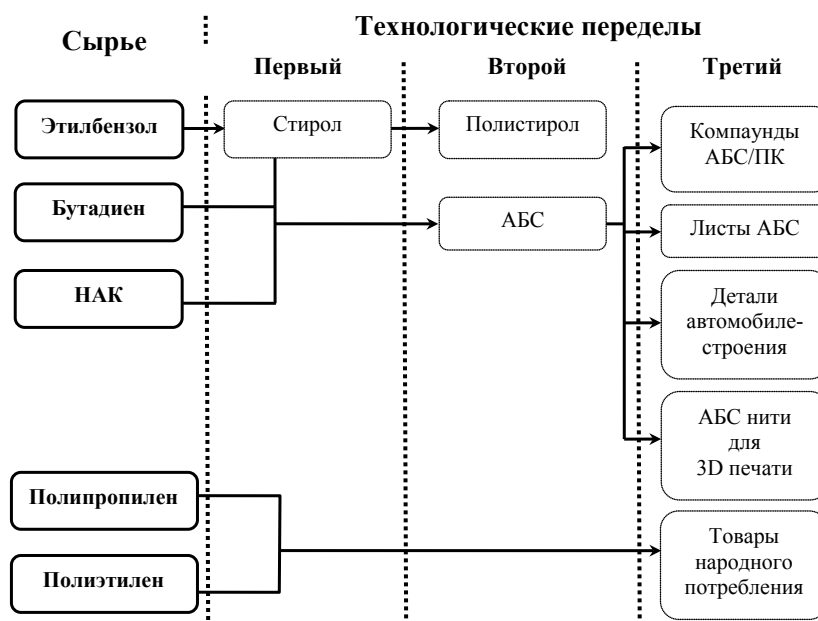 Сырье
Технологические переделы
Первый
Второй
Третий
Этилбензол
Стирол
Полистирол
Компаунды
АБС/ПК
Бутадиен
АБС
Листы АБС
НАК
Детали
автомобиле-
строения
АБС нити
для
3D печати
Полипропилен
Товары
народного
потребления
Полиэтилен